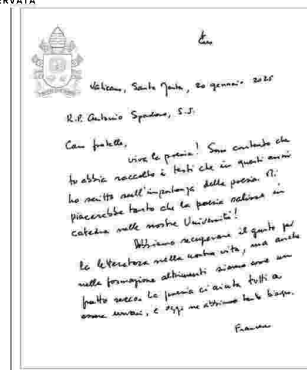 Vaticano, Santa Marta, 20 gennaio 2025
R.P. Antonio Spadaro, S.J.
Caro fratello,
viva la poesia! Sono contento che
tu abbia raccolto i testi che in questi anni
ho scritto sull'importanza della poesia. Mi
piacerebbe tanto che la poesia salisse in
cattedra nelle nostre Università!
Abbiamo recuperare il gusto per
la letteratura nella nostra vita, ma anche
nella formazione altrimenti siamo come un
frutto secco. La poesia ci aiuta tutti a
essere umani, e oggi ne abbiamo tanto bisogno.
Francesco